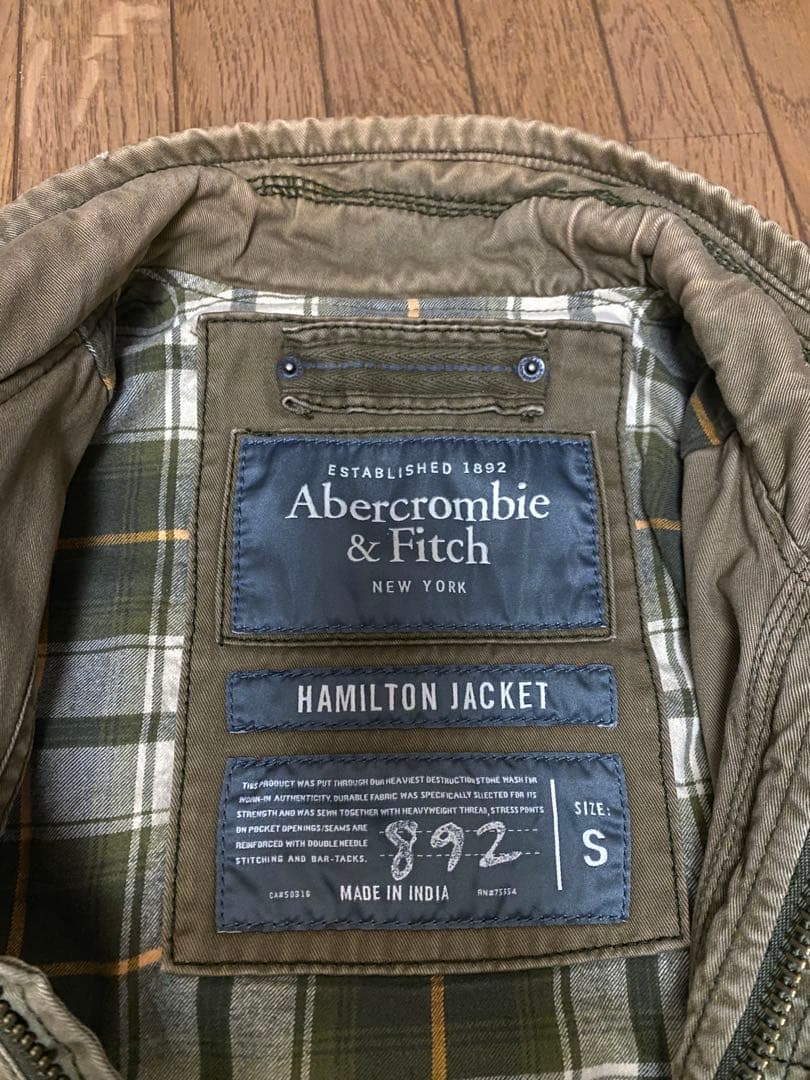 ESTABLISHED 1892
Abercrombie
& Fitch
NEW YORK
HAMILTON JACKET
THIS PRODUCT WAS PUT THROUGH OUR HEAVIEST DESTRUCTION STONE WASH FOR
WORN-IN AUTHENTICITY, DURABLE FABRIC WAS SPECIFICALLY SELECTED FOR ITS
STRENGTH AND WAS SEWN TOGETHER WITH HEAVYWEIGHT THREAD, STRESS POINTS
ON POCKET OPENINGS/SEAMS ARE
REINFORCED WITH DOUBLE NEEDLE
STITCHING AND BAR-TACKS.
892
CA#50316
MADE IN INDIA
RN#75654
SIZE:
S